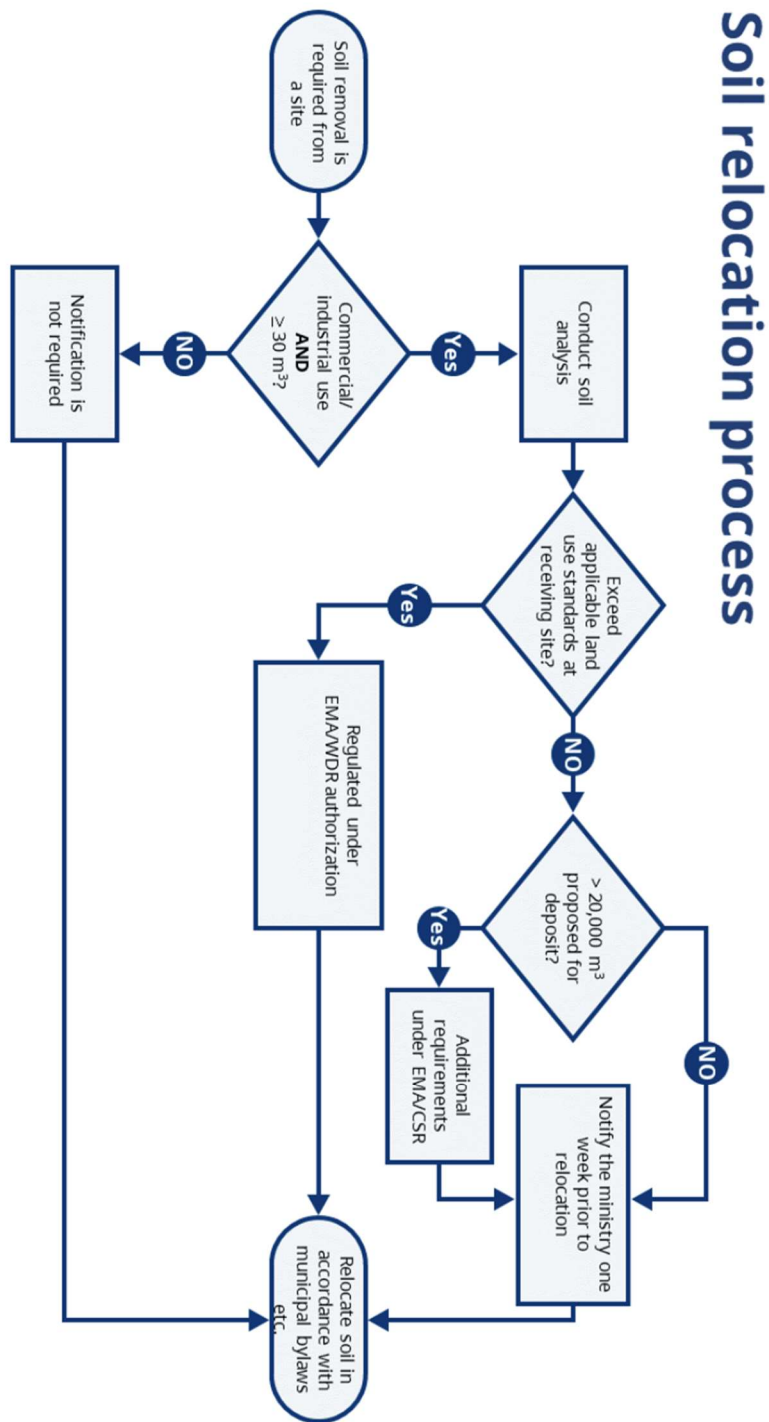 Soil relocation process
Soil removal is
required from
a site
Commercial/
industrial use
AND
≥ 30 m³?
Yes
NO
Conduct soil
analysis
Notification is
not required
Exceed
applicable land
use standards at
receiving site?
Yes
NO
Regulated under
EMA/WDR authorization
> 20,000 m³
proposed for
deposit?
Yes
NO
Additional
requirements
under EMA/CSR
Notify the ministry one
week prior to
relocation
Relocate soil in
accordance with
municipal bylaws
etc.